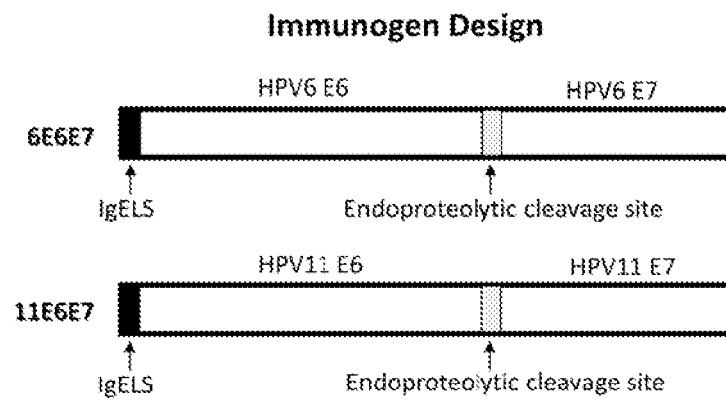 Immunogen Design
HPV6 E6 HPV6 E7
6E6E7
IgELS Endoproteolytic cleavage site
HPV11 E6 HPV11 E7
11E6E7
IgELS Endoproteolytic cleavage site